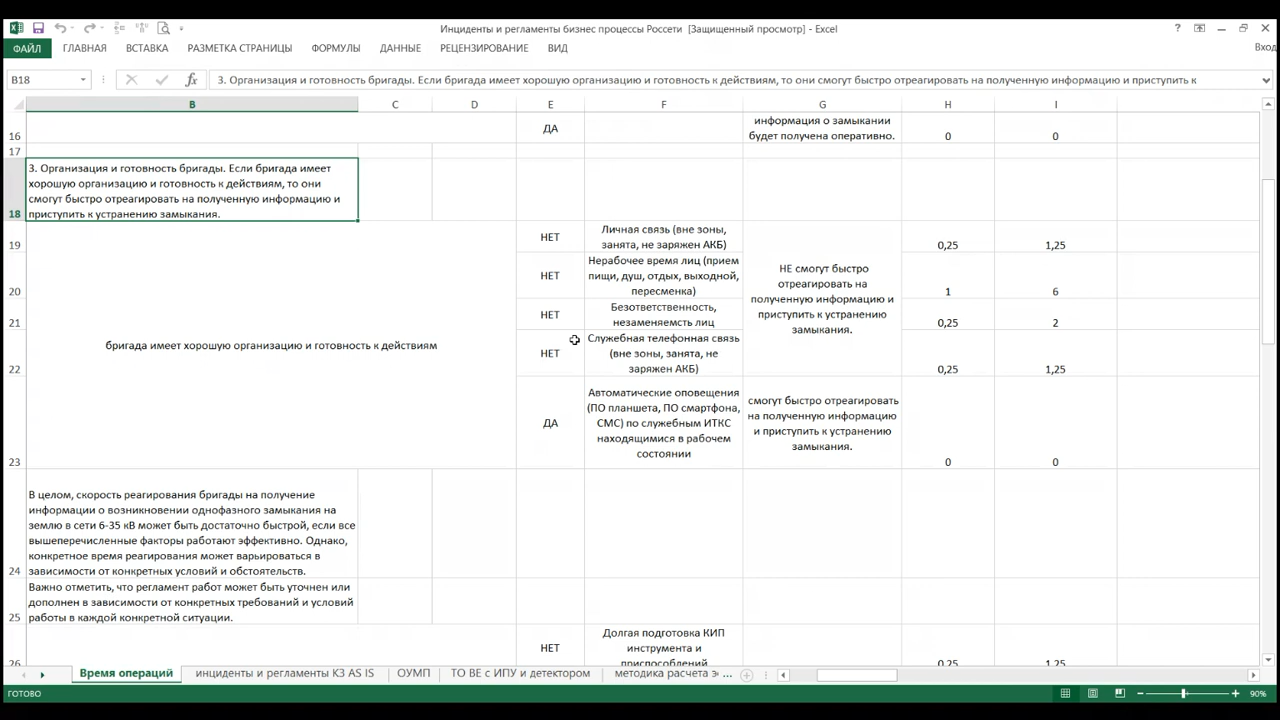 Инциденты и регламенты бизнес процессы Россети [Защищенный просмотр] - Excel
ФАЙЛ ГЛАВНАЯ ВСТАВКА РАЗМЕТКА СТРАНИЦЫ ФОРМУЛЫ ДАННЫЕ РЕЦЕНЗИРОВАНИЕ ВИД Вход
B18 fx 3. Организация и готовность бригады. Если бригада имеет хорошую организацию и готовность к действиям, то они смогут быстро отреагировать на полученную информацию и приступить к
B C D E F G H I
16 ДА информация о замыкании
будет получена оперативно. 0 0
17
3. Организация и готовность бригады. Если бригада имеет
хорошую организацию и готовность к действиям, то они
смогут быстро отреагировать на полученную информацию и
18 приступить к устранению замыкания.
19 НЕТ Личная связь (вне зоны,
занята, не заряжен АКБ) 0,25 1,25
20 НЕТ Нерабочее время лиц (прием
пищи, душ, отдых, выходной,
пересменка) 1 6
21 НЕТ Безответственность,
незаменяемсть лиц 0,25 2
22 НЕТ Служебная телефонная связь
(вне зоны, занята, не
заряжен АКБ) 0,25 1,25
НЕ смогут быстро
отреагировать на
полученную информацию и
приступить к устранению
замыкания.
бригада имеет хорошую организацию и готовность к действиям
23 ДА Автоматические оповещения
(ПО планшета, ПО смартфона,
СМС) по служебным ИТКС
находящимися в рабочем
состоянии
смогут быстро отреагировать
на полученную информацию
и приступить к устранению
замыкания.
0 0
В целом, скорость реагирования бригады на получение
информации о возникновении однофазного замыкания на
землю в сети 6-35 кВ может быть достаточно быстрой, если все
вышеперечисленные факторы работают эффективно. Однако,
конкретное время реагирования может варьироваться в
24 зависимости от конкретных условий и обстоятельств.
Важно отметить, что регламент работ может быть уточнен или
дополнен в зависимости от конкретных требований и условий
25 работы в каждой конкретной ситуации.
26 НЕТ Долгая подготовка КИП
инструмента и
приспособлений 0,25 1,25
Время операций инциденты и регламенты КЗ AS IS ОУМП ТО ВЕ с ИПУ и детектором методика расчета э ...
ГОТОВО 90%